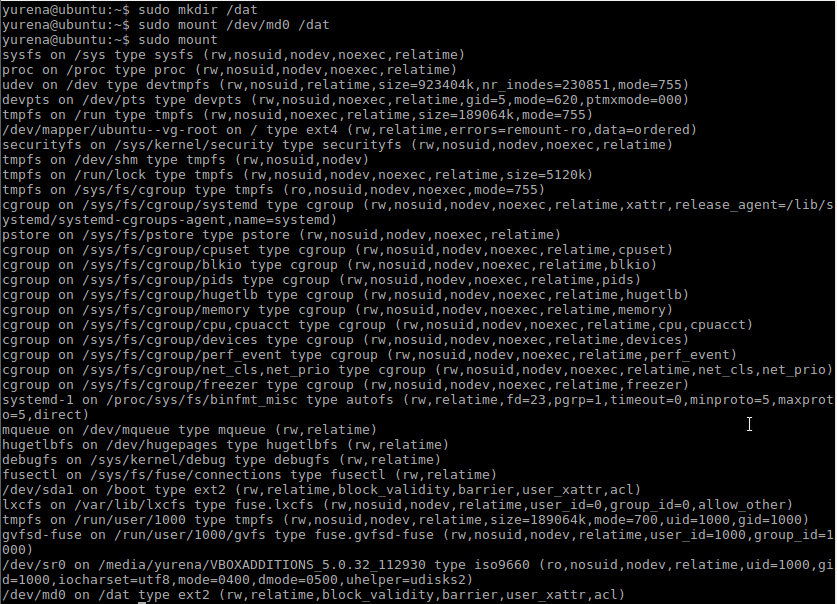 yurena@ubuntu:~$ sudo mkdir /dat
yurena@ubuntu:~$ sudo mount /dev/md0 /dat
yurena@ubuntu:~$ sudo mount
sysfs on /sys type sysfs (rw,nosuid,nodev,noexec,relatime)
proc on /proc type proc (rw,nosuid,nodev,noexec,relatime)
udev on /dev type devtmpfs (rw,nosuid,relatime,size=923404k,nr_inodes=230851,mode=755)
devpts on /dev/pts type devpts (rw,nosuid,noexec,relatime,gid=5,mode=620,ptmxmode=000)
tmpfs on /run type tmpfs (rw,nosuid,noexec,relatime,size=189064k,mode=755)
/dev/mapper/ubuntu--vg-root on / type ext4 (rw,relatime,errors=remount-ro,data=ordered)
securityfs on /sys/kernel/security type securityfs (rw,nosuid,nodev,noexec,relatime)
tmpfs on /dev/shm type tmpfs (rw,nosuid,nodev)
tmpfs on /run/lock type tmpfs (rw,nosuid,nodev,noexec,relatime,size=5120k)
tmpfs on /sys/fs/cgroup type tmpfs (ro,nosuid,nodev,noexec,mode=755)
cgroup on /sys/fs/cgroup/systemd type cgroup (rw,nosuid,nodev,noexec,relatime,xattr,release_agent=/lib/s
ystemd/systemd-cgroups-agent,name=systemd)
pstore on /sys/fs/pstore type pstore (rw,nosuid,nodev,noexec,relatime)
cgroup on /sys/fs/cgroup/cpuset type cgroup (rw,nosuid,nodev,noexec,relatime,cpuset)
cgroup on /sys/fs/cgroup/blkio type cgroup (rw,nosuid,nodev,noexec,relatime,blkio)
cgroup on /sys/fs/cgroup/pids type cgroup (rw,nosuid,nodev,noexec,relatime,pids)
cgroup on /sys/fs/cgroup/hugetlb type cgroup (rw,nosuid,nodev,noexec,relatime,hugetlb)
cgroup on /sys/fs/cgroup/memory type cgroup (rw,nosuid,nodev,noexec,relatime,memory)
cgroup on /sys/fs/cgroup/cpu,cpuacct type cgroup (rw,nosuid,nodev,noexec,relatime,cpu,cpuacct)
cgroup on /sys/fs/cgroup/devices type cgroup (rw,nosuid,nodev,noexec,relatime,devices)
cgroup on /sys/fs/cgroup/perf_event type cgroup (rw,nosuid,nodev,noexec,relatime,perf_event)
cgroup on /sys/fs/cgroup/net_cls,net_prio type cgroup (rw,nosuid,nodev,noexec,relatime,net_cls,net_prio)
cgroup on /sys/fs/cgroup/freezer type cgroup (rw,nosuid,nodev,noexec,relatime,freezer)
systemd-1 on /proc/sys/fs/binfmt_misc type autofs (rw,relatime,fd=23,pgrp=1,timeout=0,minproto=5,maxprot
o=5,direct)
mqueue on /dev/mqueue type mqueue (rw,relatime)
hugetlbfs on /dev/hugepages type hugetlbfs (rw,relatime)
debugfs on /sys/kernel/debug type debugfs (rw,relatime)
fusectl on /sys/fs/fuse/connections type fusectl (rw,relatime)
/dev/sda1 on /boot type ext2 (rw,relatime,block_validity,barrier,user_xattr,acl)
lxcfs on /var/lib/lxcfs type fuse.lxcfs (rw,nosuid,nodev,relatime,user_id=0,group_id=0,allow_other)
tmpfs on /run/user/1000 type tmpfs (rw,nosuid,nodev,relatime,size=189064k,mode=700,uid=1000,gid=1000)
gvfsd-fuse on /run/user/1000/gvfs type fuse.gvfsd-fuse (rw,nosuid,nodev,relatime,user_id=1000,group_id=1
000)
/dev/sr0 on /media/yurena/VBOXADDITIONS_5.0.32_112930 type iso9660 (ro,nosuid,nodev,relatime,uid=1000,gi
d=1000,iocharset=utf8,mode=0400,dmode=0500,uhelper=udisks2)
/dev/md0 on /dat type ext2 (rw,relatime,block_validity,barrier,user_xattr,acl)